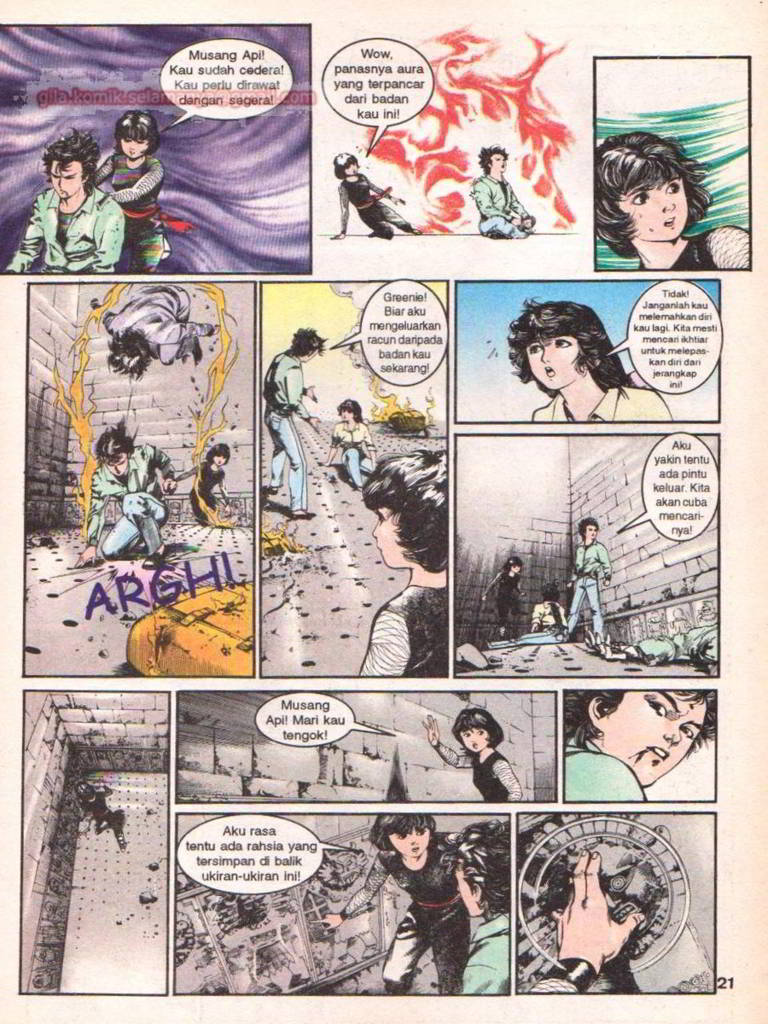 Musang Api!
Kau sudah cedera!
Kau perlu dirawat
dengan segera!
Wow,
panasnya aura
yang terpancar
dari badan
kau ini!
ARGH!
Greenie!
Biar aku
mengeluarkan
racun daripada
badan kau
sekarang!
Tidak!
Janganlah kau
melemahkan diri
kau lagi. Kita mesti
mencari ikhtiar
untuk melepas-
kan diri dari
jerangkap
ini!
Aku
yakin tentu
ada pintu
keluar. Kita
akan cuba
mencari-
nya!
Musang
Api! Mari kau
tengok!
Aku rasa
tentu ada rahsia yang
tersimpan di balik
ukiran-ukiran ini!
21